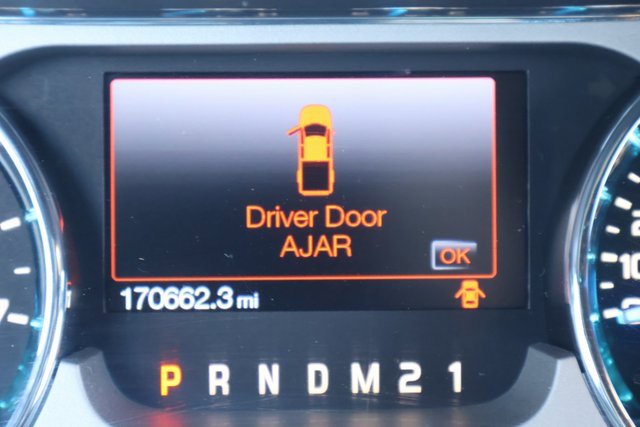 Driver Door
AJAR
OK
170662.3 mi
P R N D M 2 1